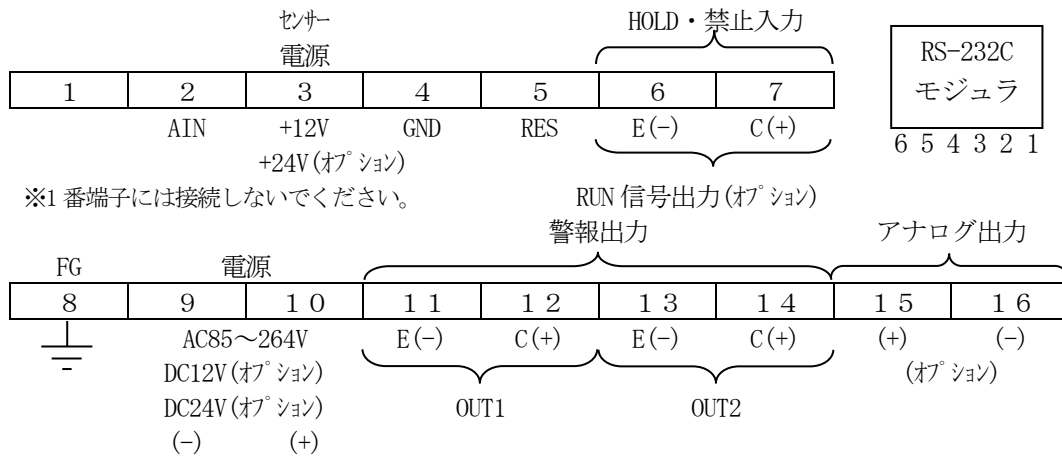 センサー
電源
HOLD・禁止入力
RS-232C
モジュラ
6 5 4 3 2 1
1 2 3 4 5 6 7
AIN +12V GND RES E(-) C(+)
+24V(オプション)
※1番端子には接続しないでください。
RUN 信号出力(オプション)
警報出力
アナログ出力
FG 電源
8 9 10 11 12 13 14 15 16
AC85～264V E(-) C(+) E(-) C(+) (+) (-)
DC12V(オプション) (オプション)
DC24V(オプション) OUT1 OUT2
(-) (+)